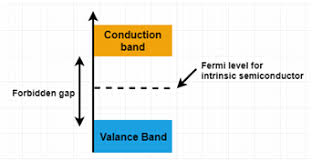 Conduction
band
Fermi level for
intrinsic semiconductor
Forbidden gap
Valance Band